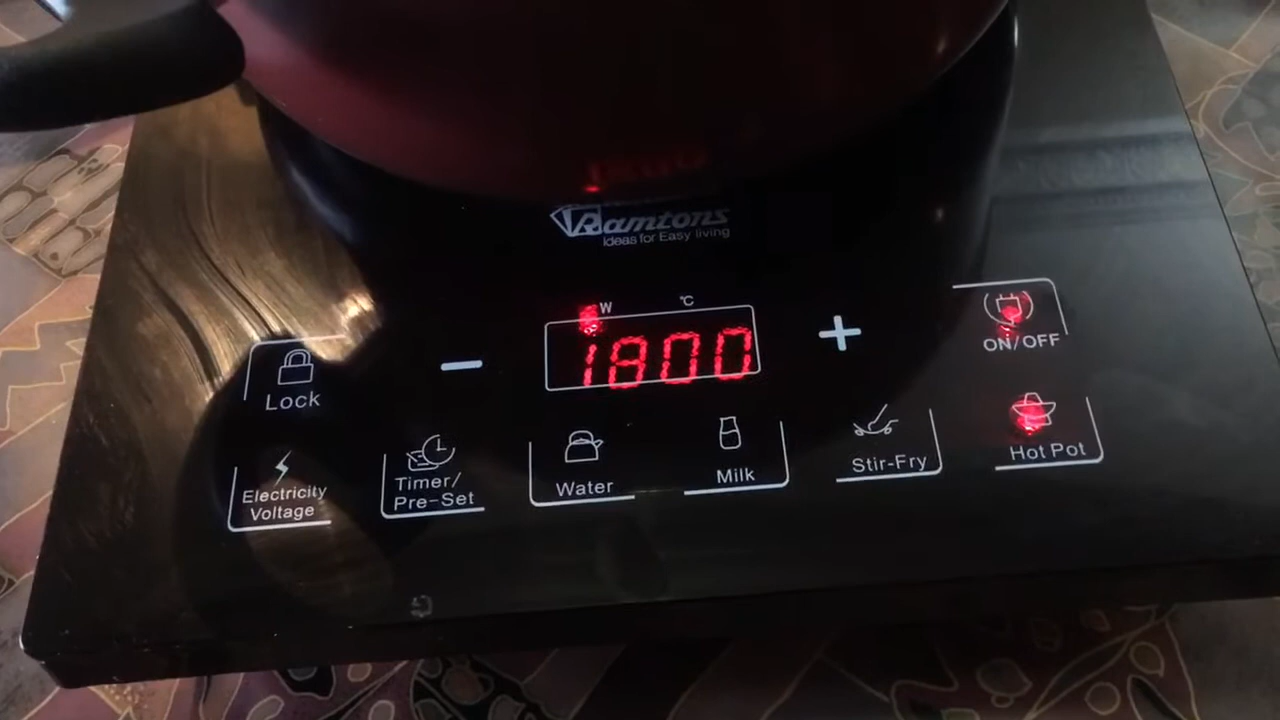 Ramtons
Ideas for Easy living
W
°C
1800
ON/OFF
Lock
Hot Pot
Stir-Fry
Milk
Water
Timer/
Pre-Set
Electricity
Voltage